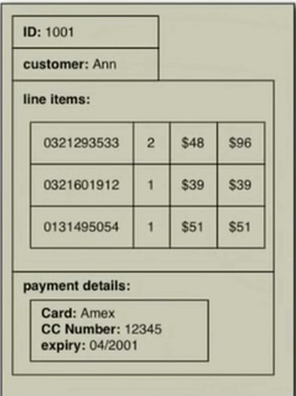 ID: 1001
customer: Ann
line items:
0321293533 2 $48 $96
0321601912 1 $39 $39
0131495054 1 $51 $51
payment details:
Card: Amex
CC Number: 12345
expiry: 04/2001